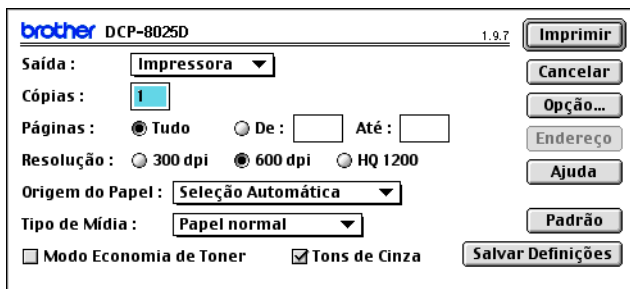 brother DCP-8025D 1.9.7 Imprimir
Saída : Impressora Cancelar
Cópias : 1 Opção...
Páginas : Tudo De : Até : Endereço
Resolução : 300 dpi 600 dpi HQ 1200 Ajuda
Origem do Papel : Seleção Automática
Tipo de Mídia : Papel normal Padrão
Modo Economia de Toner Tons de Cinza Salvar Definições